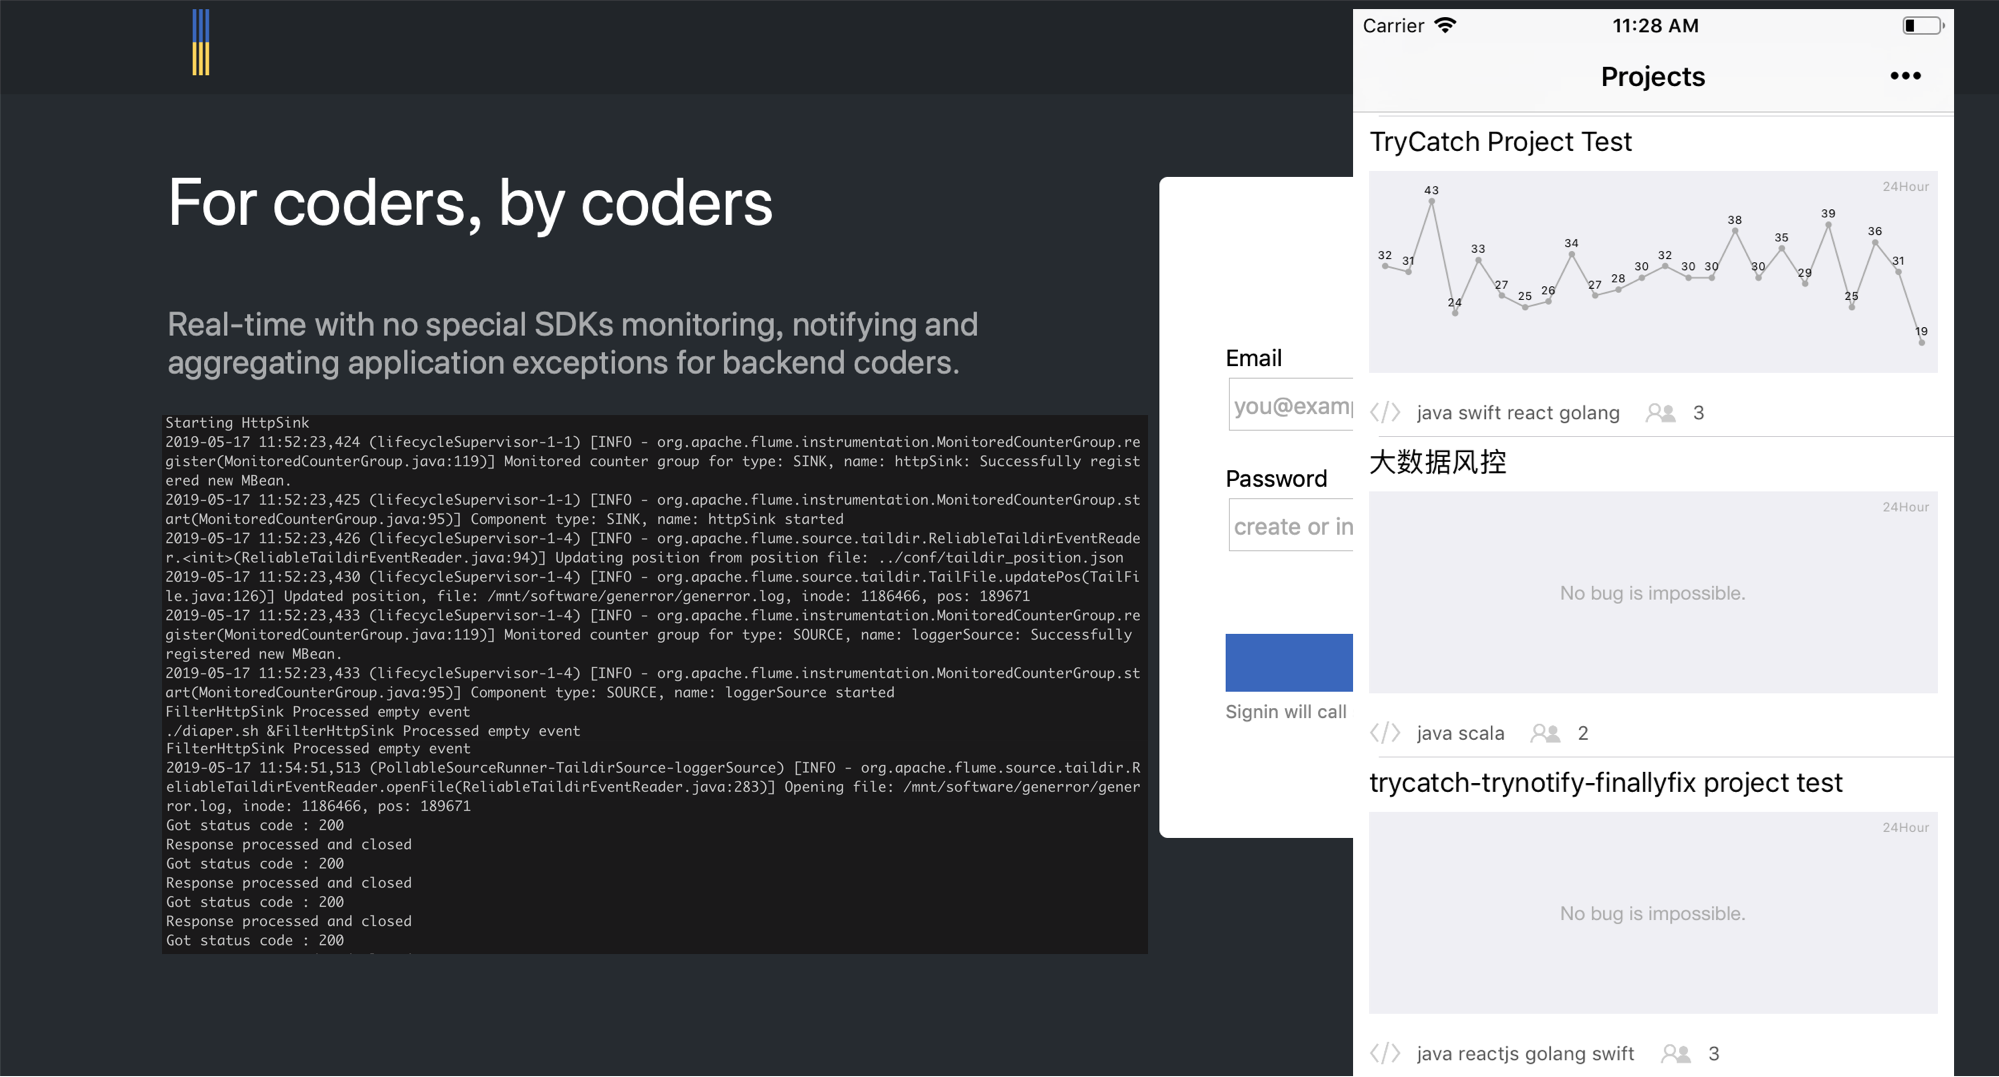 For coders, by coders
Real-time with no special SDKs monitoring, notifying and
aggregating application exceptions for backend coders.
Starting HttpSink
2019-05-17 11:52:23,424 (lifecycleSupervisor-1-1) [INFO - org.apache.flume.instrumentation.MonitoredCounterGroup.re
gister(MonitoredCounterGroup.java:119)] Monitored counter group for type: SINK, name: httpSink: Successfully regist
ered new MBean.
2019-05-17 11:52:23,425 (lifecycleSupervisor-1-1) [INFO - org.apache.flume.instrumentation.MonitoredCounterGroup.st
art(MonitoredCounterGroup.java:95)] Component type: SINK, name: httpSink started
2019-05-17 11:52:23,426 (lifecycleSupervisor-1-4) [INFO - org.apache.flume.source.taildir.ReliableTaildirEventReade
r.<init>(ReliableTaildirEventReader.java:94)] Updating position from position file: ../conf/taildir_position.json
2019-05-17 11:52:23,430 (lifecycleSupervisor-1-4) [INFO - org.apache.flume.source.taildir.TailFile.updatePos(TailFi
le.java:126)] Updated position, file: /mnt/software/generror/generror.log, inode: 1186466, pos: 189671
2019-05-17 11:52:23,433 (lifecycleSupervisor-1-4) [INFO - org.apache.flume.instrumentation.MonitoredCounterGroup.re
gister(MonitoredCounterGroup.java:119)] Monitored counter group for type: SOURCE, name: loggerSource: Successfully
registered new MBean.
2019-05-17 11:52:23,433 (lifecycleSupervisor-1-4) [INFO - org.apache.flume.instrumentation.MonitoredCounterGroup.st
art(MonitoredCounterGroup.java:95)] Component type: SOURCE, name: loggerSource started
FilterHttpSink Processed empty event
./diaper.sh &FilterHttpSink Processed empty event
FilterHttpSink Processed empty event
2019-05-17 11:54:51,513 (PollableSourceRunner-TaildirSource-loggerSource) [INFO - org.apache.flume.source.taildir.R
eliableTaildirEventReader.openFile(ReliableTaildirEventReader.java:283)] Opening file: /mnt/software/generror/gener
ror.log, inode: 1186466, pos: 189671
Got status code : 200
Response processed and closed
Got status code : 200
Response processed and closed
Got status code : 200
Response processed and closed
Got status code : 200
Email
you@examp
Password
create or in
Signin will call
Carrier 11:28 AM
Projects
TryCatch Project Test
24Hour
32 31 43 24 33 27 25 26 34 27 28 30 32 30 30 38 30 35 29 39 25 36 31 19
</> java swift react golang 3
大数据风控
24Hour
No bug is impossible.
</> java scala 2
trycatch-trynotify-finallyfix project test
24Hour
No bug is impossible.
</> java reactjs golang swift 3